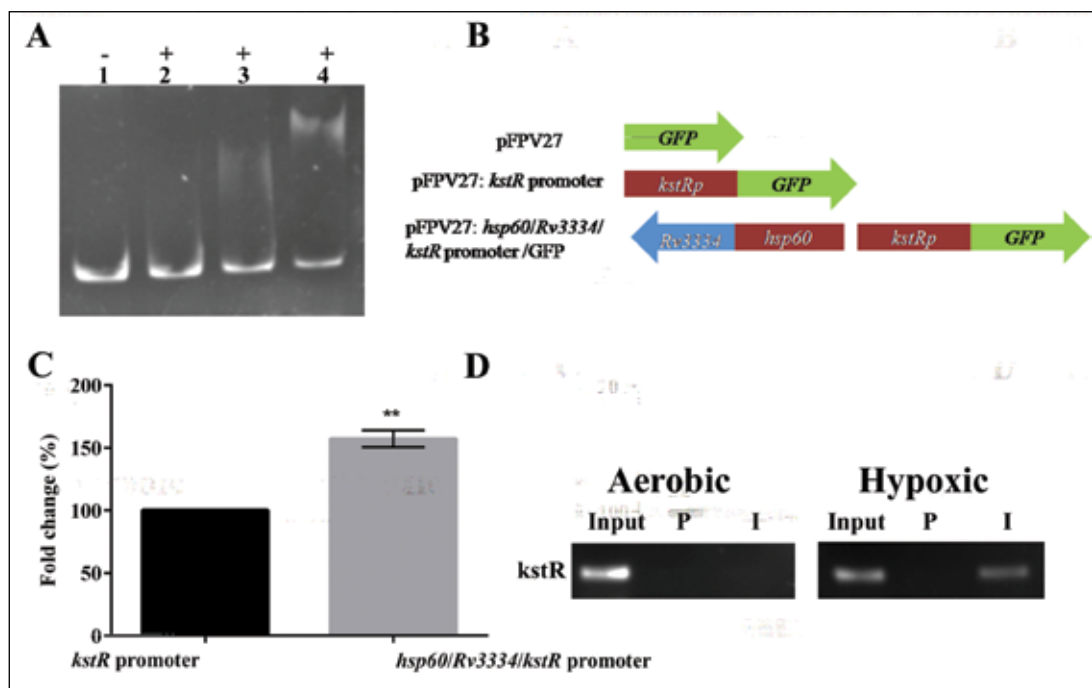 A
- + + +
1 2 3 4
B
pFPV27
GFP
pFPV27: kstR promoter
kstRp GFP
pFPV27: hsp60/Rv3334/
kstR promoter /GFP
Rv3334 hsp60 kstRp GFP
C
Fold change (%)
200
150
100
50
0
**
kstR promoter
hsp60/Rv3334/kstR promoter
D
Aerobic Hypoxic
Input P I Input P I
kstR